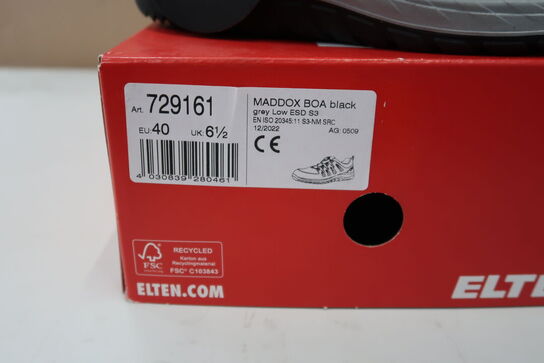 Art. 729161
EU: 40 UK: 6½
4 030839 280461
MADDOX BOA black
grey Low ESD S3
EN ISO 20345:11 S3-NM SRC
12/2022 AG: 0509
CE
FSC
RECYCLED
Karton aus
Recyclingmaterial
FSC® C103843
ELTEN.COM
ELTE